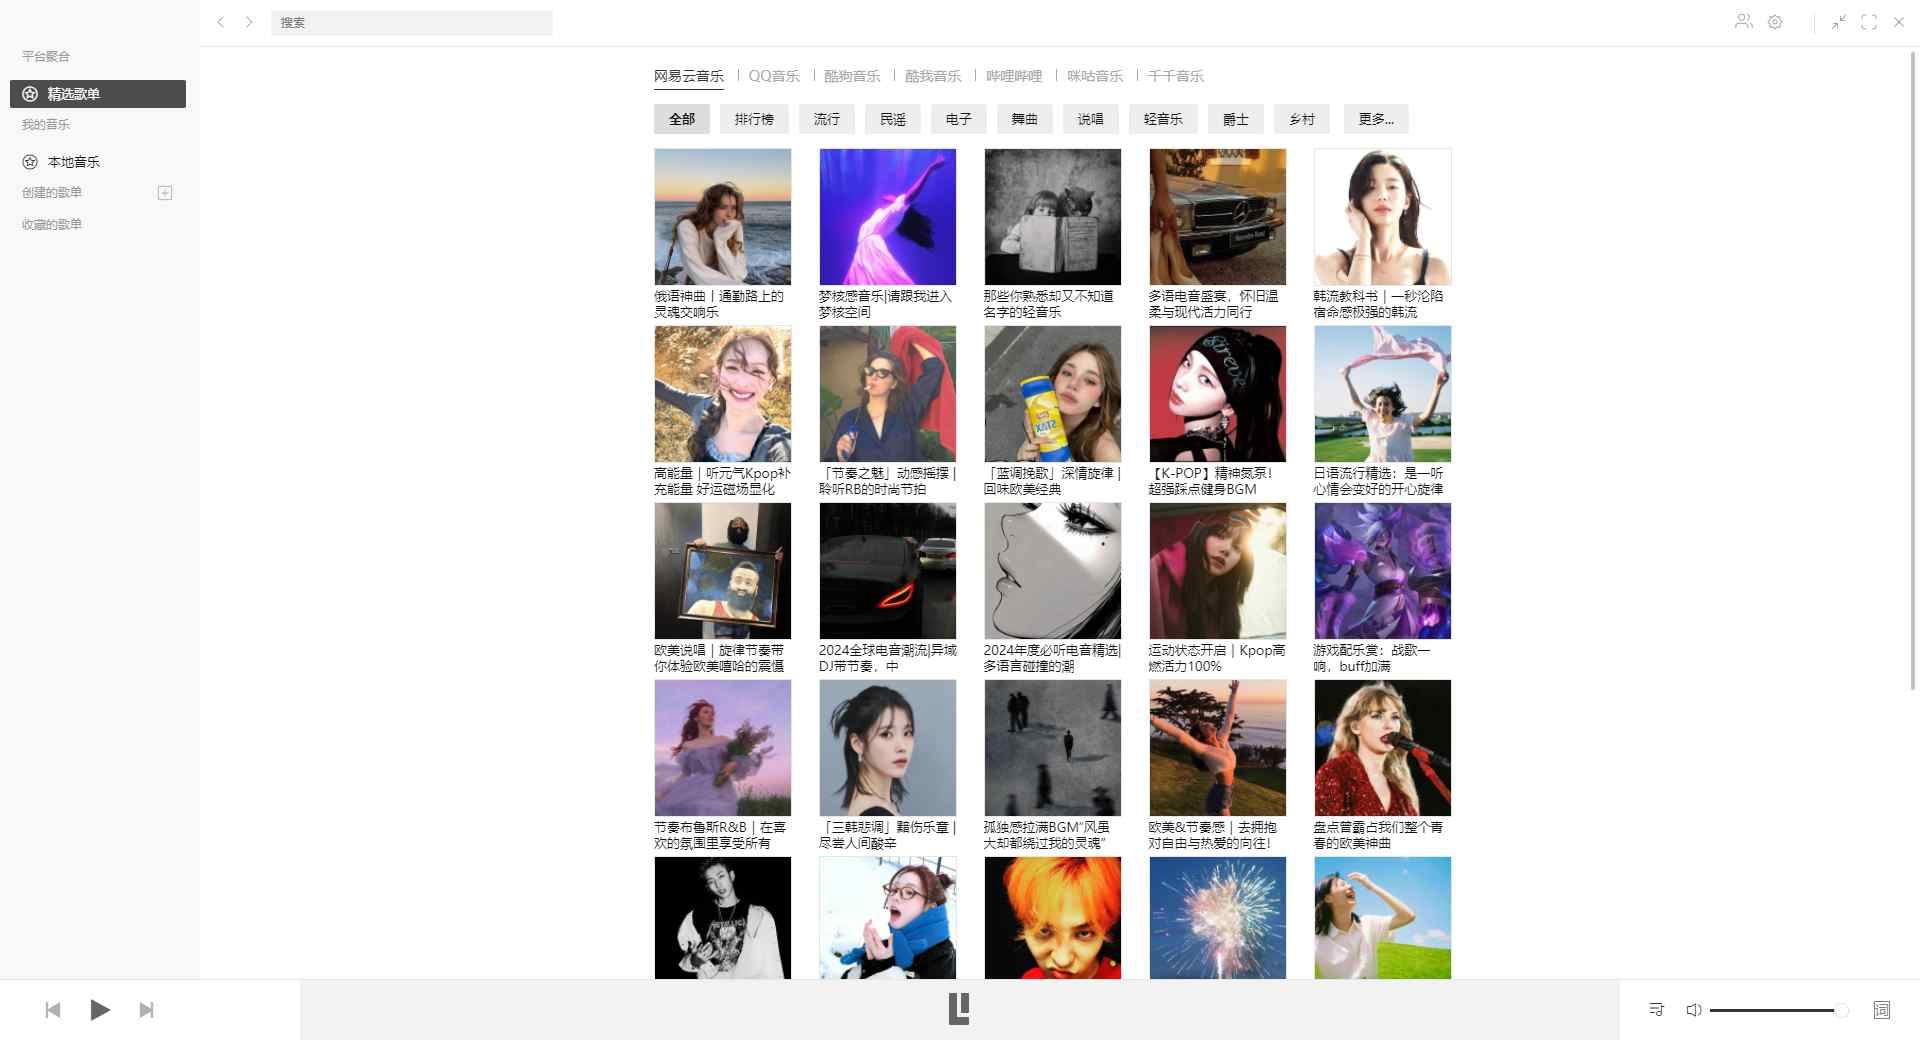 搜索
平台聚合
精选歌单
我的音乐
本地音乐
创建的歌单
收藏的歌单
网易云音乐 QQ音乐 酷狗音乐 酷我音乐 哔哩哔哩 咪咕音乐 千千音乐
全部 排行榜 流行 民谣 电子 舞曲 说唱 轻音乐 爵士 乡村 更多...
俄语神曲丨通勤路上的
灵魂交响乐
梦核感音乐|请跟我进入
梦核空间
那些你熟悉却又不知道
名字的轻音乐
多语电音盛宴，怀旧温
柔与现代活力同行
韩流教科书 | 一秒沦陷
宿命感极强的韩流
高能量 | 听元气Kpop补
充能量 好运磁场显化
「节奏之魅」动感摇摆 |
聆听RB的时尚节拍
「蓝调挽歌」深情旋律 |
回味欧美经典
【K-POP】精神氮泵！
超强踩点健身BGM
日语流行精选：是一听
心情会变好的开心旋律
欧美说唱 | 旋律节奏带
你体验欧美嘻哈的震慑
2024全球电音潮流|异域
DJ带节奏，中
2024年度必听电音精选|
多语言碰撞的潮
运动状态开启 | Kpop高
燃活力100%
游戏配乐赏：战歌一
响，buff加满
节奏布鲁斯R&B | 在喜
欢的氛围里享受所有
「三韩悲调」黯伤乐章 |
尽尝人间酸辛
孤独感拉满BGM“风虽
大却都绕过我的灵魂”
欧美&节奏感 | 去拥抱
对自由与热爱的向往！
盘点曾霸占我们整个青
春的欧美神曲
词